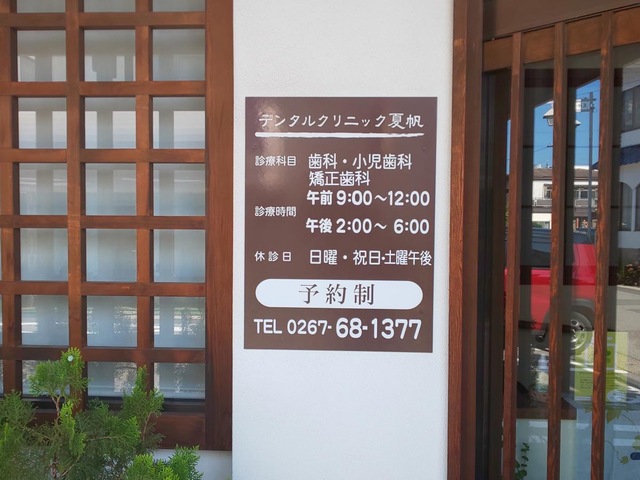 デンタルクリニック夏帆
診療科目 歯科・小児歯科
矯正歯科
診療時間 午前 9:00～12:00
午後 2:00～ 6:00
休診日 日曜・祝日・土曜午後
予約制
TEL 0267-68-1377